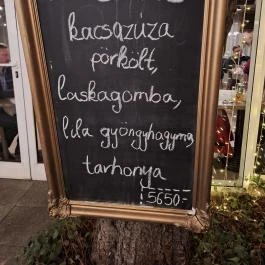 kacsazúza
pörkölt,
laskagomba,
lila gyöngyhagyma,
tarhonya
5650.-